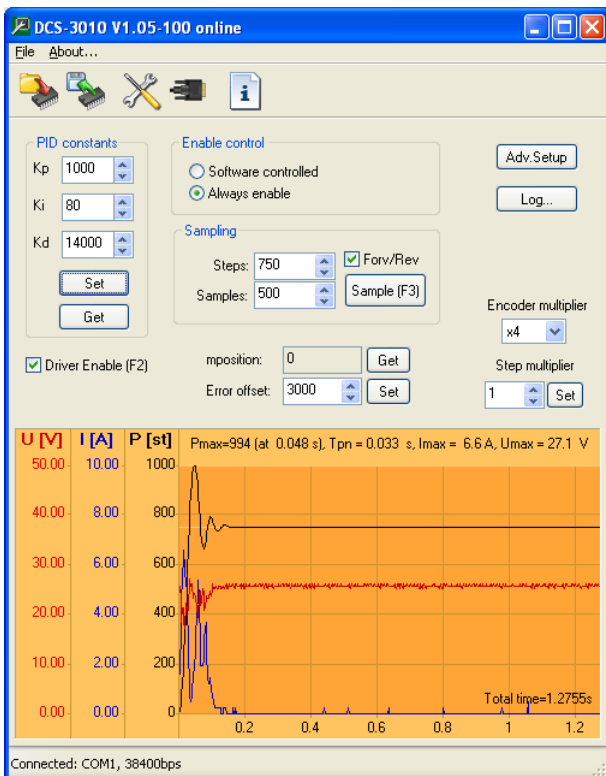 DCS-3010 V1.05-100 online
File About...
PID constants
Kp 1000
Ki 80
Kd 14000
Set
Get
Enable control
Software controlled
Always enable
Adv.Setup
Log...
Sampling
Steps: 750
Forv/Rev
Samples: 500
Sample (F3)
Encoder multiplier
x4
Driver Enable (F2)
mposition: 0 Get
Error offset: 3000 Set
Step multiplier
1 Set
U [V] I [A] P [st] Pmax=994 (at 0.048 s), Tpn = 0.033 s, Imax = 6.6 A, Umax = 27.1 V
50.00 10.00 1000
40.00 8.00 800
30.00 6.00 600
20.00 4.00 400
10.00 2.00 200
Total time=1.2755s
0.00 0.00 0
0.2 0.4 0.6 0.8 1 1.2
Connected: COM1, 38400bps